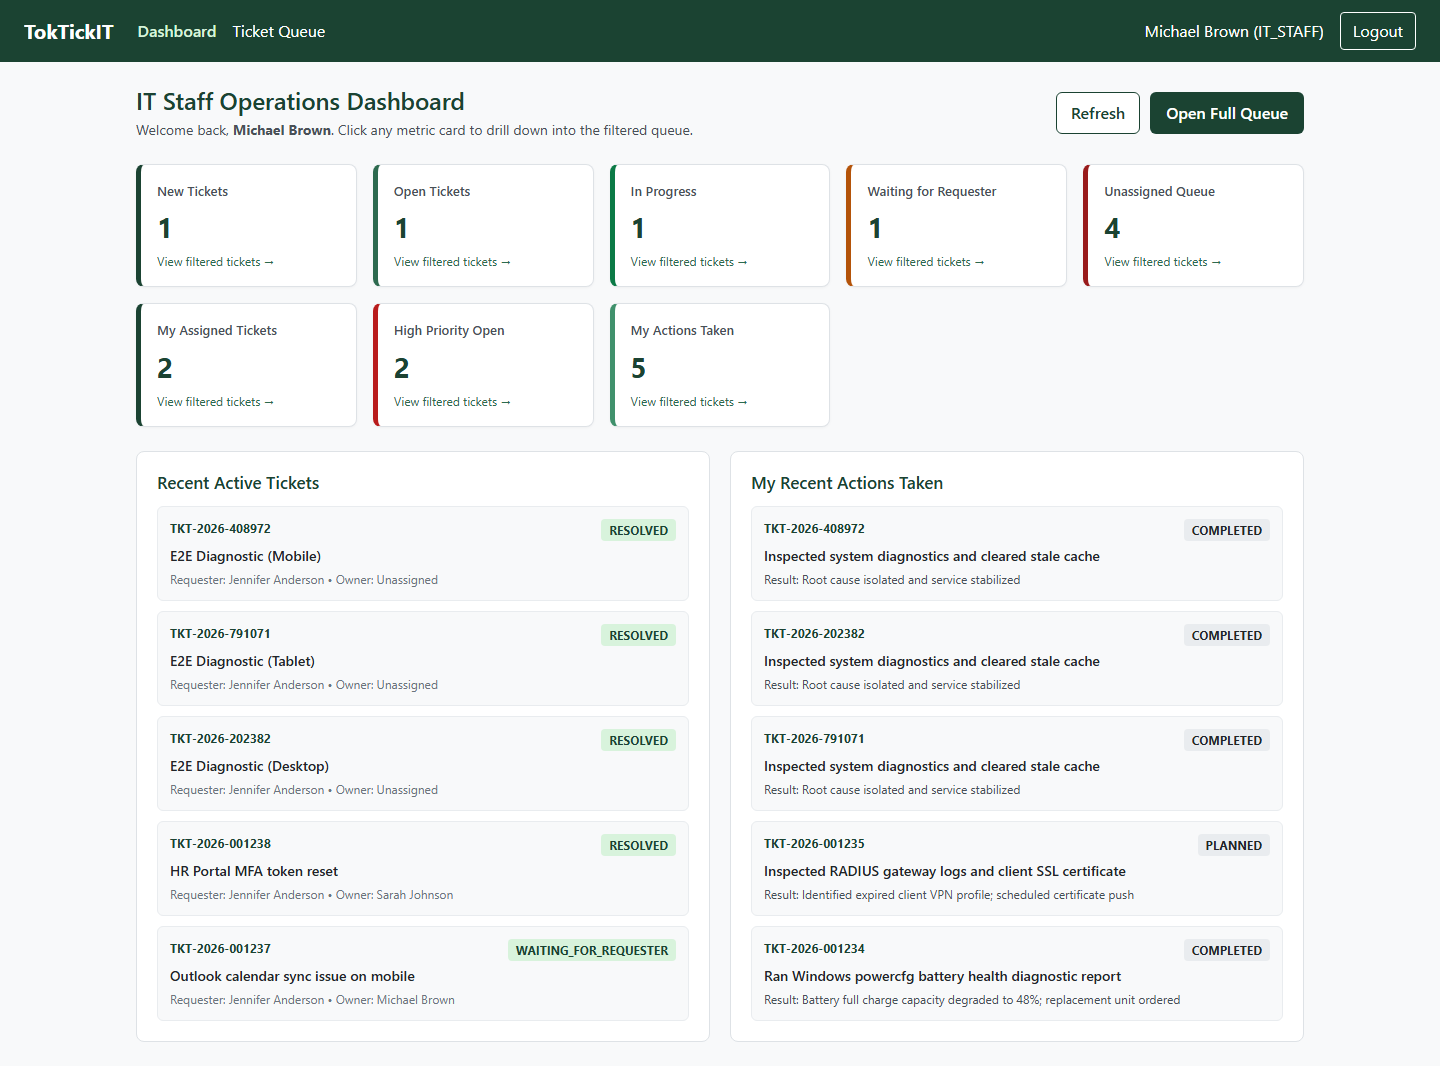 TokTickIT
Dashboard
Ticket Queue
Michael Brown (IT_STAFF)
Logout
IT Staff Operations Dashboard
Welcome back, Michael Brown. Click any metric card to drill down into the filtered queue.
Refresh
Open Full Queue
New Tickets
1
View filtered tickets →
Open Tickets
1
View filtered tickets →
In Progress
1
View filtered tickets →
Waiting for Requester
1
View filtered tickets →
Unassigned Queue
4
View filtered tickets →
My Assigned Tickets
2
View filtered tickets →
High Priority Open
2
View filtered tickets →
My Actions Taken
5
View filtered tickets →
Recent Active Tickets
TKT-2026-408972
RESOLVED
E2E Diagnostic (Mobile)
Requester: Jennifer Anderson • Owner: Unassigned
TKT-2026-791071
RESOLVED
E2E Diagnostic (Tablet)
Requester: Jennifer Anderson • Owner: Unassigned
TKT-2026-202382
RESOLVED
E2E Diagnostic (Desktop)
Requester: Jennifer Anderson • Owner: Unassigned
TKT-2026-001238
RESOLVED
HR Portal MFA token reset
Requester: Jennifer Anderson • Owner: Sarah Johnson
TKT-2026-001237
WAITING_FOR_REQUESTER
Outlook calendar sync issue on mobile
Requester: Jennifer Anderson • Owner: Michael Brown
My Recent Actions Taken
TKT-2026-408972
COMPLETED
Inspected system diagnostics and cleared stale cache
Result: Root cause isolated and service stabilized
TKT-2026-202382
COMPLETED
Inspected system diagnostics and cleared stale cache
Result: Root cause isolated and service stabilized
TKT-2026-791071
COMPLETED
Inspected system diagnostics and cleared stale cache
Result: Root cause isolated and service stabilized
TKT-2026-001235
PLANNED
Inspected RADIUS gateway logs and client SSL certificate
Result: Identified expired client VPN profile; scheduled certificate push
TKT-2026-001234
COMPLETED
Ran Windows powercfg battery health diagnostic report
Result: Battery full charge capacity degraded to 48%; replacement unit ordered